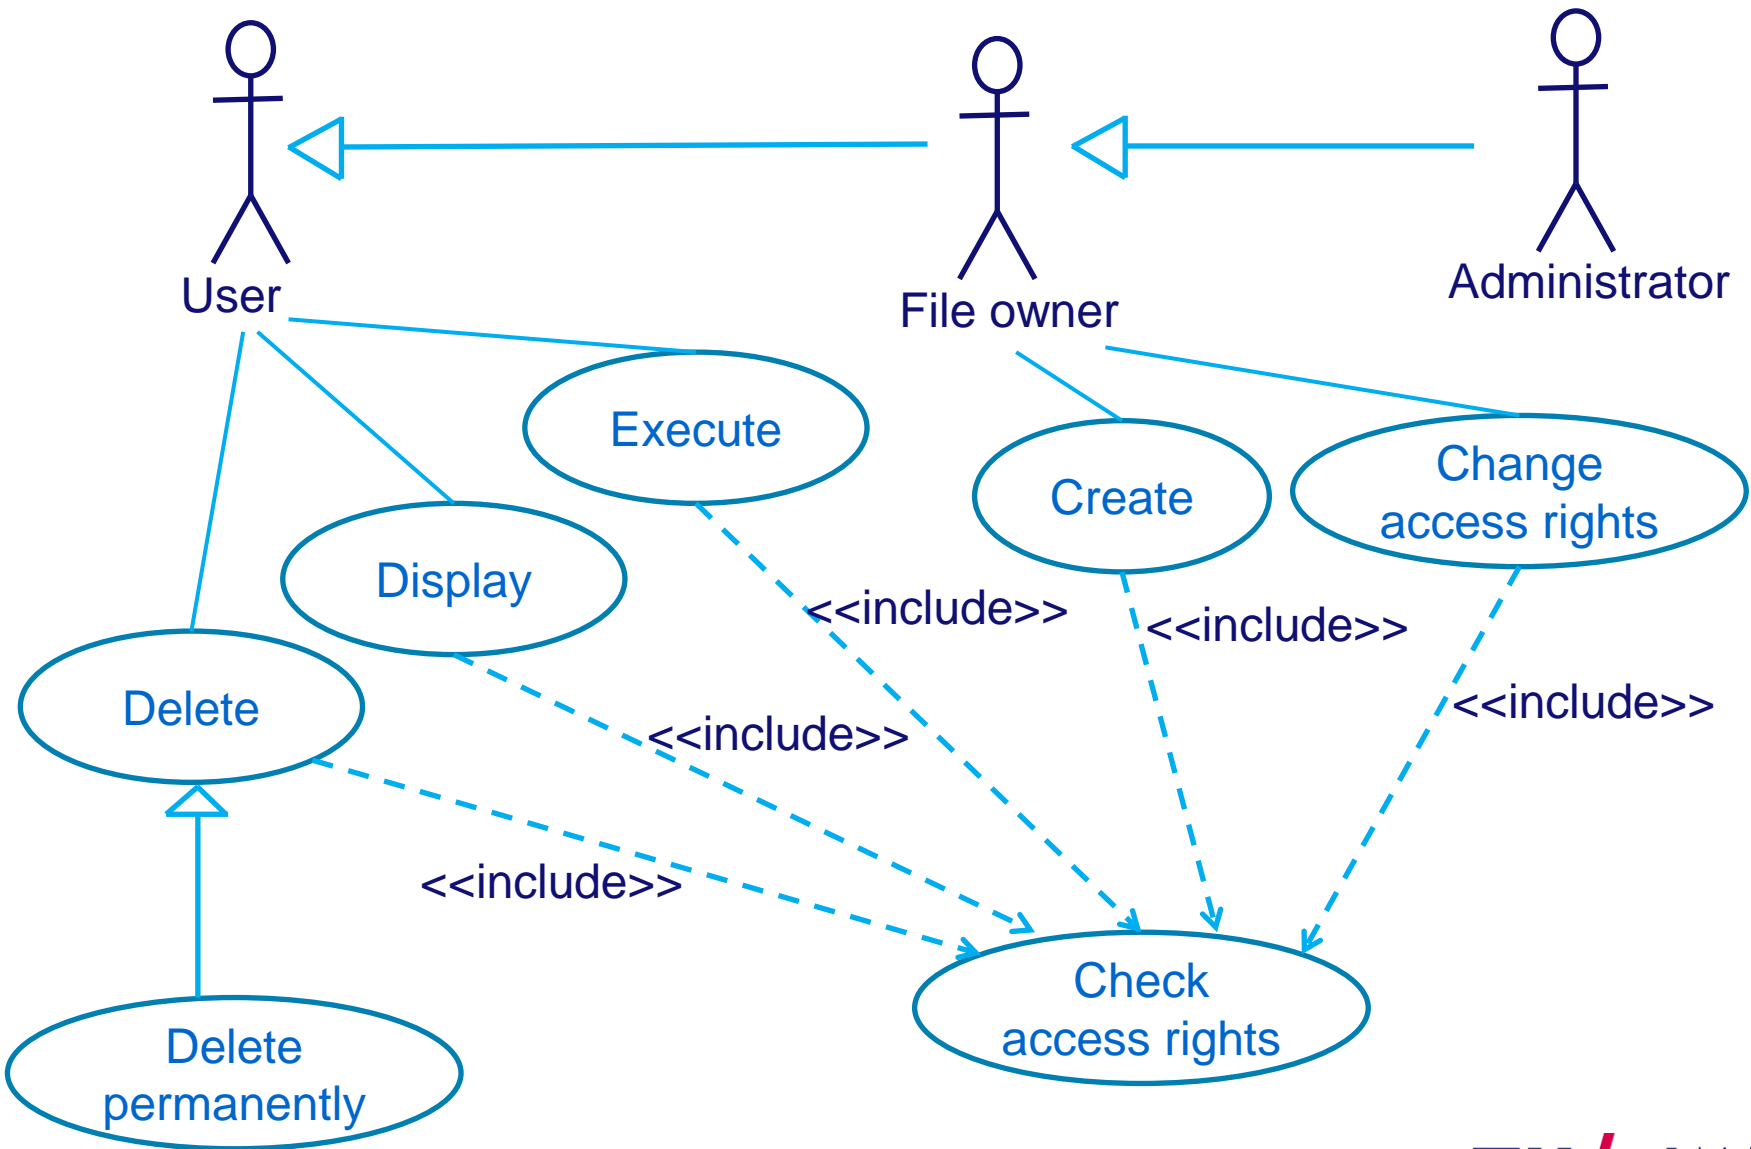 User
File owner
Administrator
Execute
Create
Change
access rights
Display
<<include>>
<<include>>
Delete
<<include>>
<<include>>
<<include>>
Check
access rights
Delete
permanently